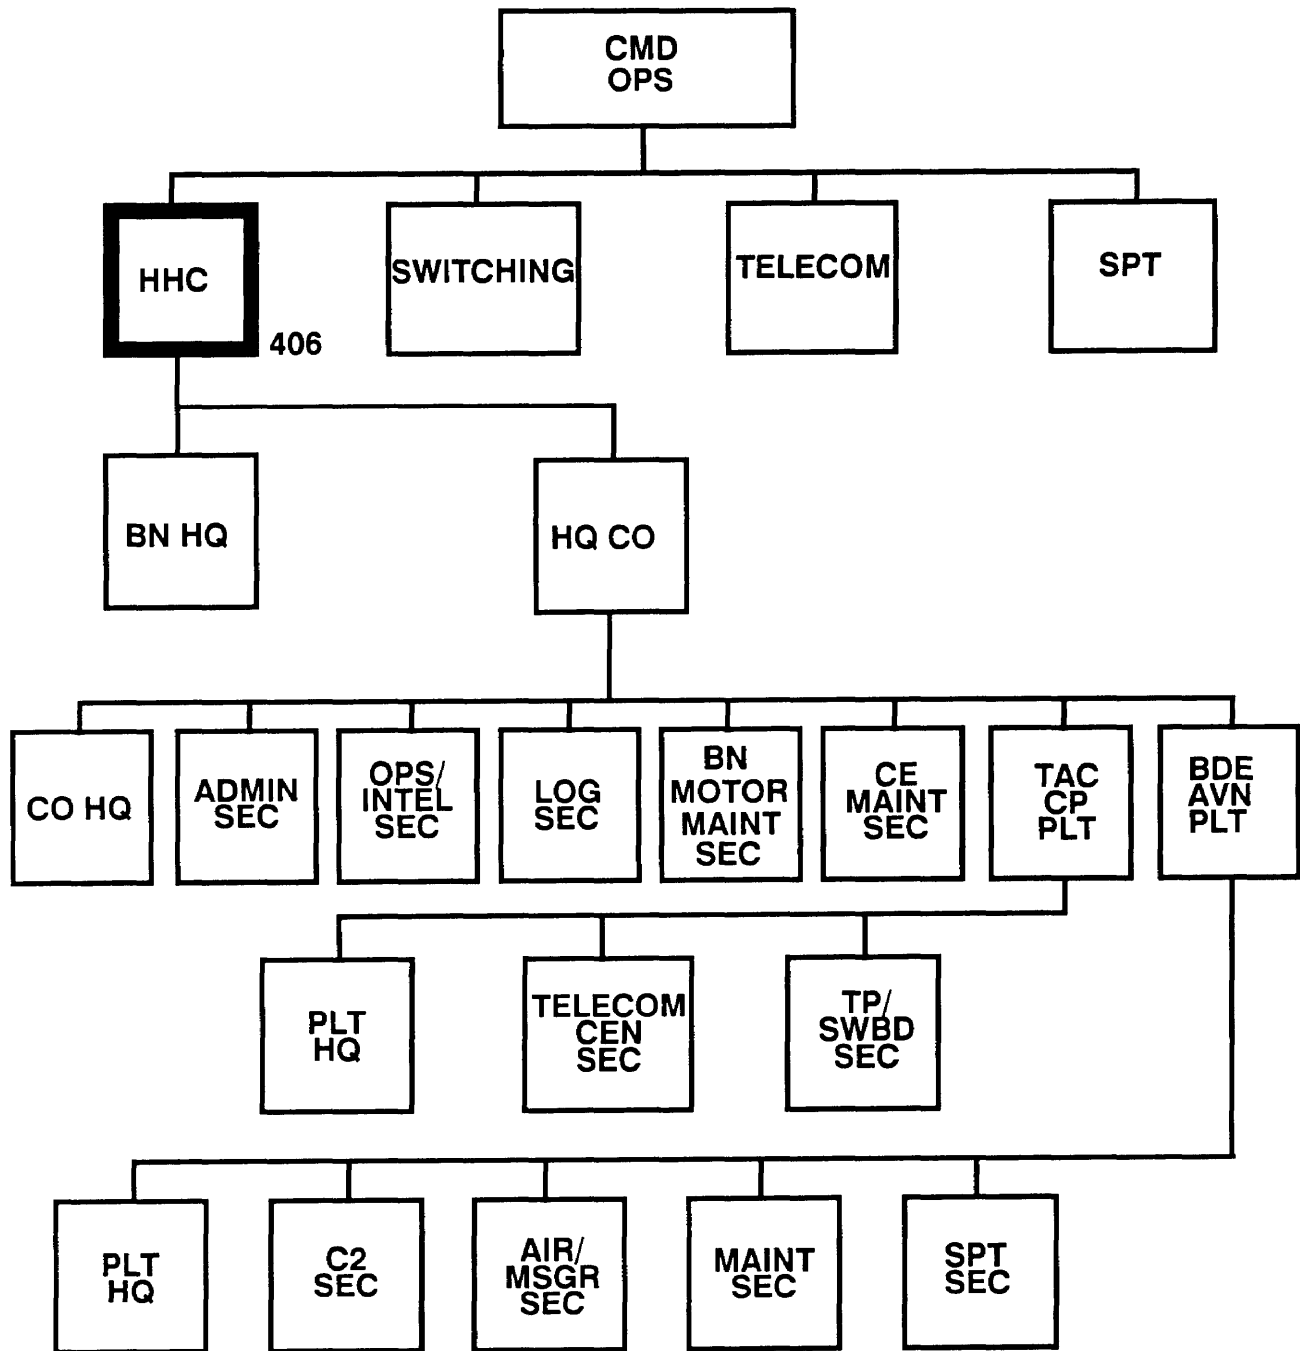 CMD
OPS
HHC
SWITCHING
TELECOM
SPT
406
BN HQ
HQ CO
CO HQ
ADMIN
SEC
OPS/
INTEL
SEC
LOG
SEC
BN
MOTOR
MAINT
SEC
CE
MAINT
SEC
TAC
CP
PLT
BDE
AVN
PLT
PLT
HQ
TELECOM
CEN
SEC
TP/
SWBD
SEC
PLT
HQ
C2
SEC
AIR/
MSGR
SEC
MAINT
SEC
SPT
SEC